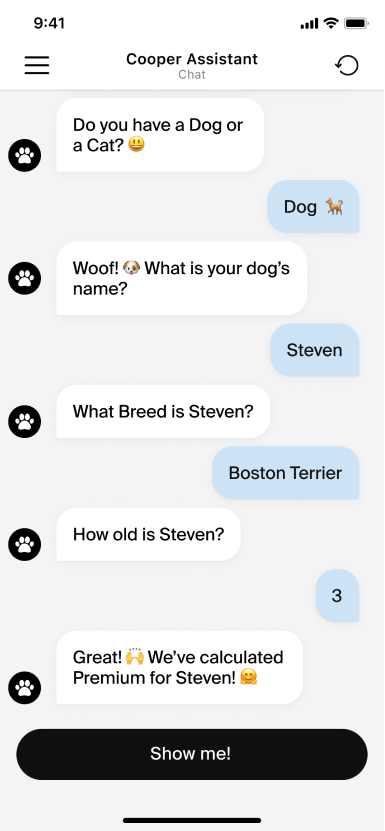 9:41
Cooper Assistant
Chat
Do you have a Dog or
a Cat? 😃
Dog 🐕
Woof! 🐶 What is your dog’s
name?
Steven
What Breed is Steven?
Boston Terrier
How old is Steven?
3
Great! 🙌 We’ve calculated
Premium for Steven! 🤗
Show me!